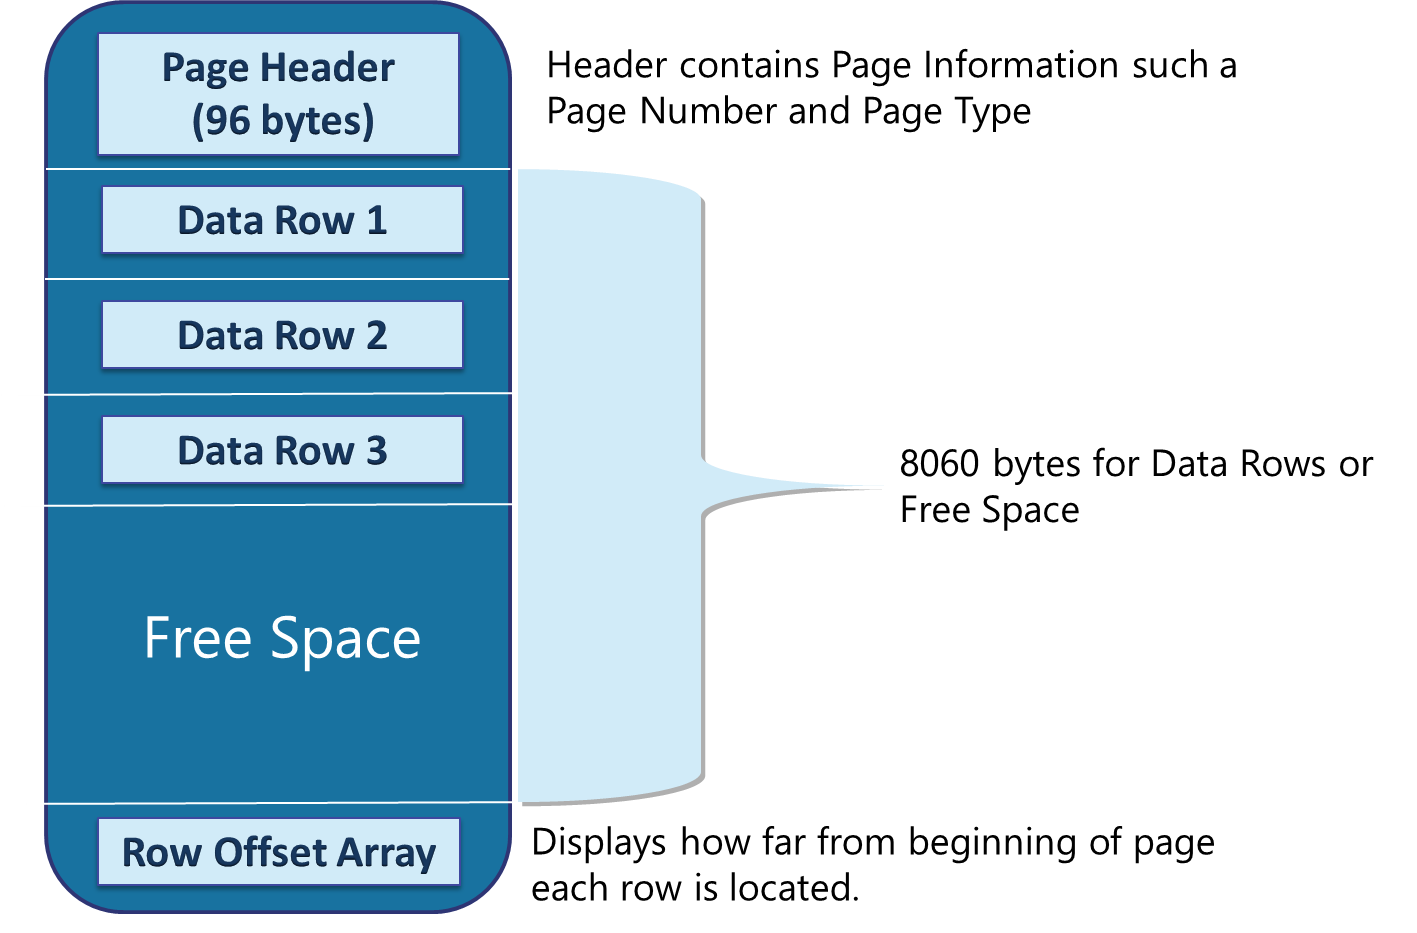 Page Header
(96 bytes)
Header contains Page Information such a
Page Number and Page Type
Data Row 1
Data Row 2
Data Row 3
8060 bytes for Data Rows or
Free Space
Free Space
Row Offset Array
Displays how far from beginning of page
each row is located.